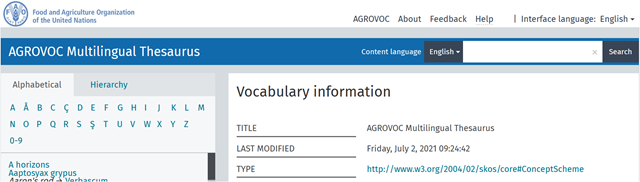 Food and Agriculture Organization
of the United Nations
AGROVOC About Feedback Help | Interface language: English
AGROVOC Multilingual Thesaurus
Content language English × Search
Alphabetical Hierarchy
A Â B C Ç D E F G H I J K L M
N O P Q R S Ş T U V W X Y Z
0-9
A horizons
Aaptosyax grypus
Aaron's rod → Verbascum
Vocabulary information
TITLE AGROVOC Multilingual Thesaurus
LAST MODIFIED Friday, July 2, 2021 09:24:42
TYPE http://www.w3.org/2004/02/skos/core#ConceptScheme